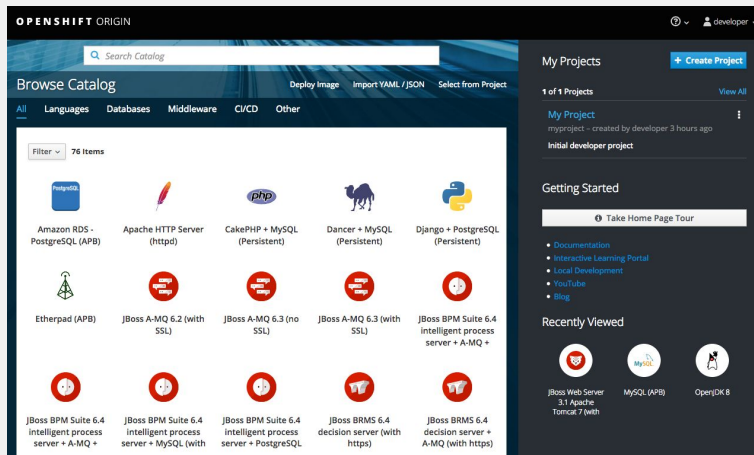 OPENSHIFT ORIGIN
developer
Search Catalog
Browse Catalog
Deploy Image Import YAML / JSON Select from Project
All Languages Databases Middleware CI/CD Other
Filter 76 Items
PostgreSQL
php
Amazon RDS -
PostgreSQL (APB)
Apache HTTP Server
(httpd)
CakePHP + MySQL
(Persistent)
Dancer + MySQL
(Persistent)
Django + PostgreSQL
(Persistent)
Etherpad (APB)
JBoss A-MQ 6.2 (with
SSL)
JBoss A-MQ 6.3 (no
SSL)
JBoss A-MQ 6.3 (with
SSL)
JBoss BPM Suite 6.4
intelligent process
server + A-MQ +
JBoss BPM Suite 6.4
intelligent process
server + A-MQ +
JBoss BPM Suite 6.4
intelligent process
server + MySQL (with
JBoss BPM Suite 6.4
intelligent process
server + PostgreSQL
JBoss BRMS 6.4
decision server (with
https)
JBoss BRMS 6.4
decision server +
A-MQ (with https)
My Projects
+ Create Project
1 of 1 Projects View All
My Project
myproject – created by developer 3 hours ago
Initial developer project
Getting Started
Take Home Page Tour
Documentation
Interactive Learning Portal
Local Development
YouTube
Blog
Recently Viewed
MySQL
JBoss Web Server
3.1 Apache
Tomcat 7 (with
MySQL (APB)
OpenJDK 8